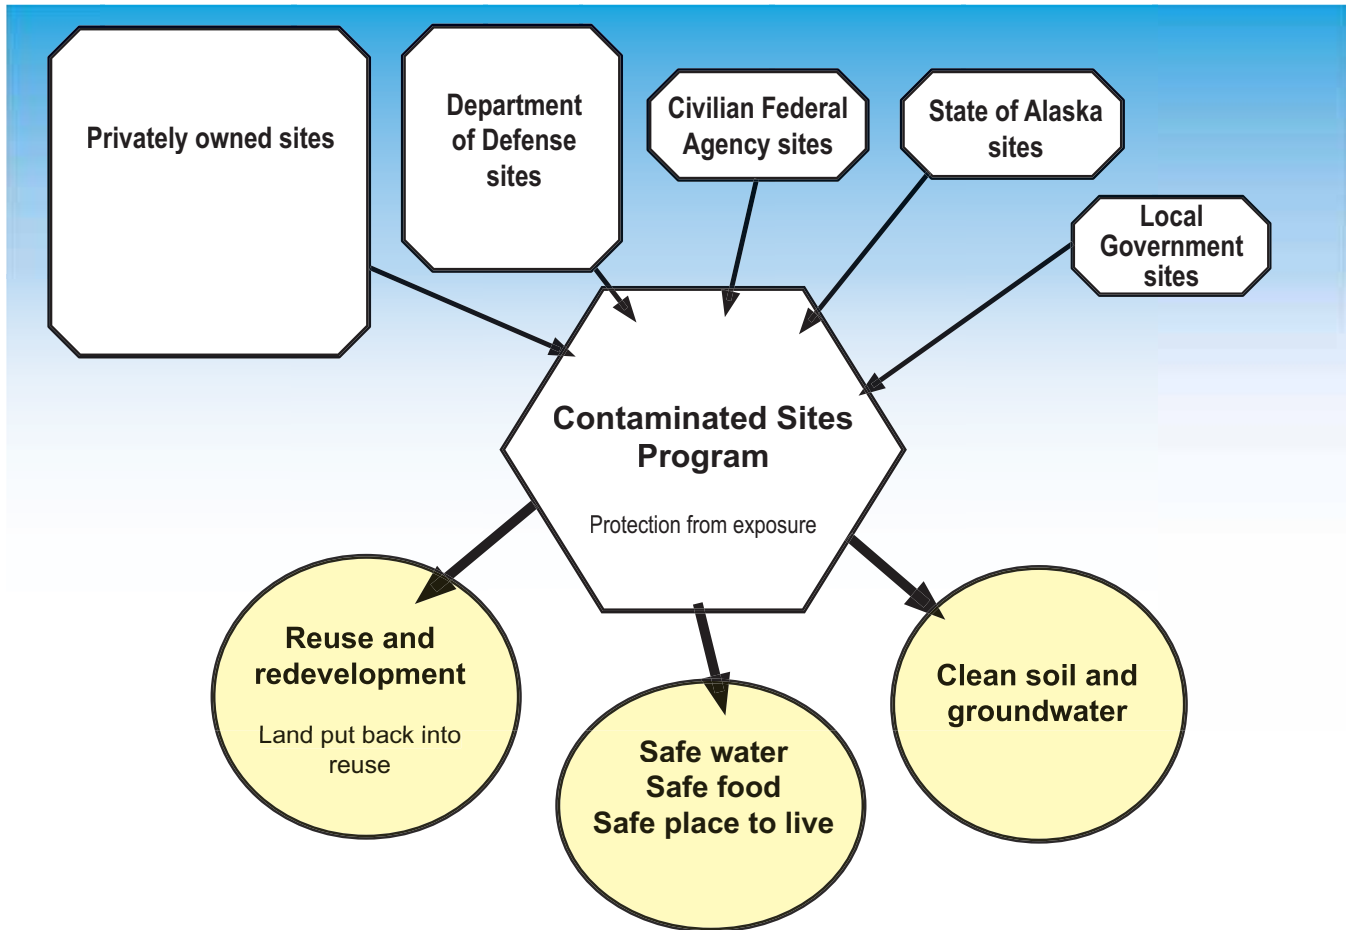 Privately owned sites
Department
of Defense
sites
Civilian Federal
Agency sites
State of Alaska
sites
Local
Government
sites
Contaminated Sites
Program
Protection from exposure
Reuse and
redevelopment
Land put back into
reuse
Safe water
Safe food
Safe place to live
Clean soil and
groundwater